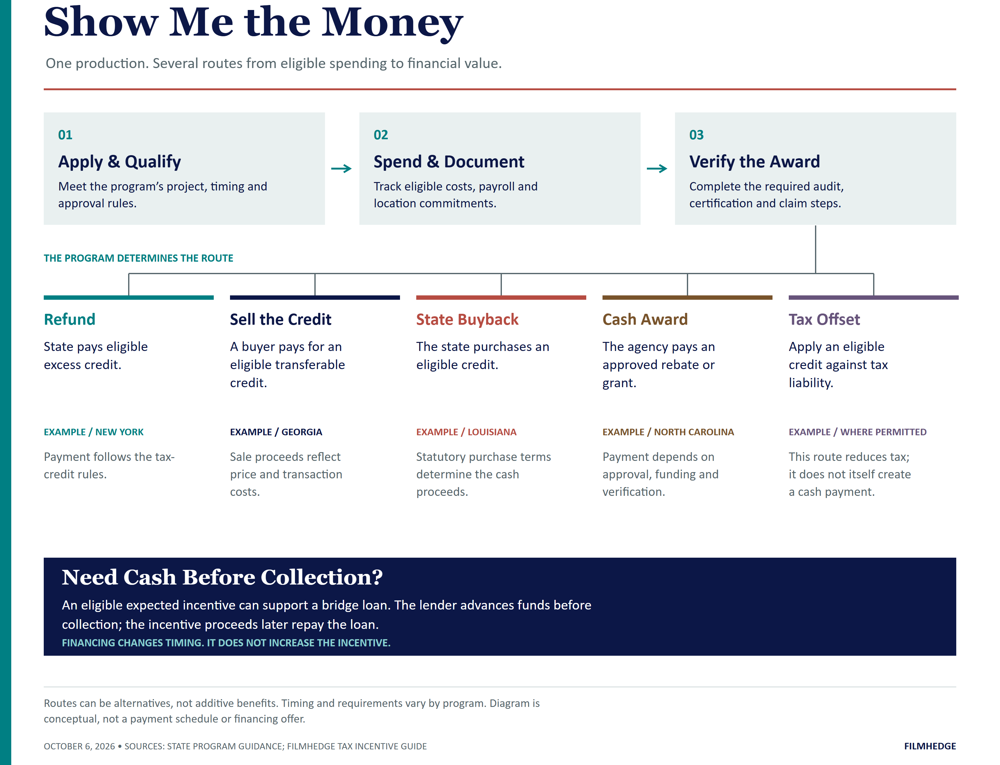 Show Me the Money
One production. Several routes from eligible spending to financial value.
01
Apply & Qualify
Meet the program’s project, timing and
approval rules.
02
Spend & Document
Track eligible costs, payroll and
location commitments.
03
Verify the Award
Complete the required audit,
certification and claim steps.
THE PROGRAM DETERMINES THE ROUTE
Refund
State pays eligible
excess credit.
EXAMPLE / NEW YORK
Payment follows the tax-
credit rules.
Sell the Credit
A buyer pays for an
eligible transferable
credit.
EXAMPLE / GEORGIA
Sale proceeds reflect
price and transaction
costs.
State Buyback
The state purchases an
eligible credit.
EXAMPLE / LOUISIANA
Statutory purchase terms
determine the cash
proceeds.
Cash Award
The agency pays an
approved rebate or
grant.
EXAMPLE / NORTH CAROLINA
Payment depends on
approval, funding and
verification.
Tax Offset
Apply an eligible
credit against tax
liability.
EXAMPLE / WHERE PERMITTED
This route reduces tax;
it does not itself create
a cash payment.
Need Cash Before Collection?
An eligible expected incentive can support a bridge loan. The lender advances funds before
collection; the incentive proceeds later repay the loan.
FINANCING CHANGES TIMING. IT DOES NOT INCREASE THE INCENTIVE.
Routes can be alternatives, not additive benefits. Timing and requirements vary by program. Diagram is
conceptual, not a payment schedule or financing offer.
OCTOBER 6, 2026 • SOURCES: STATE PROGRAM GUIDANCE; FILMHEDGE TAX INCENTIVE GUIDE
FILMHEDGE